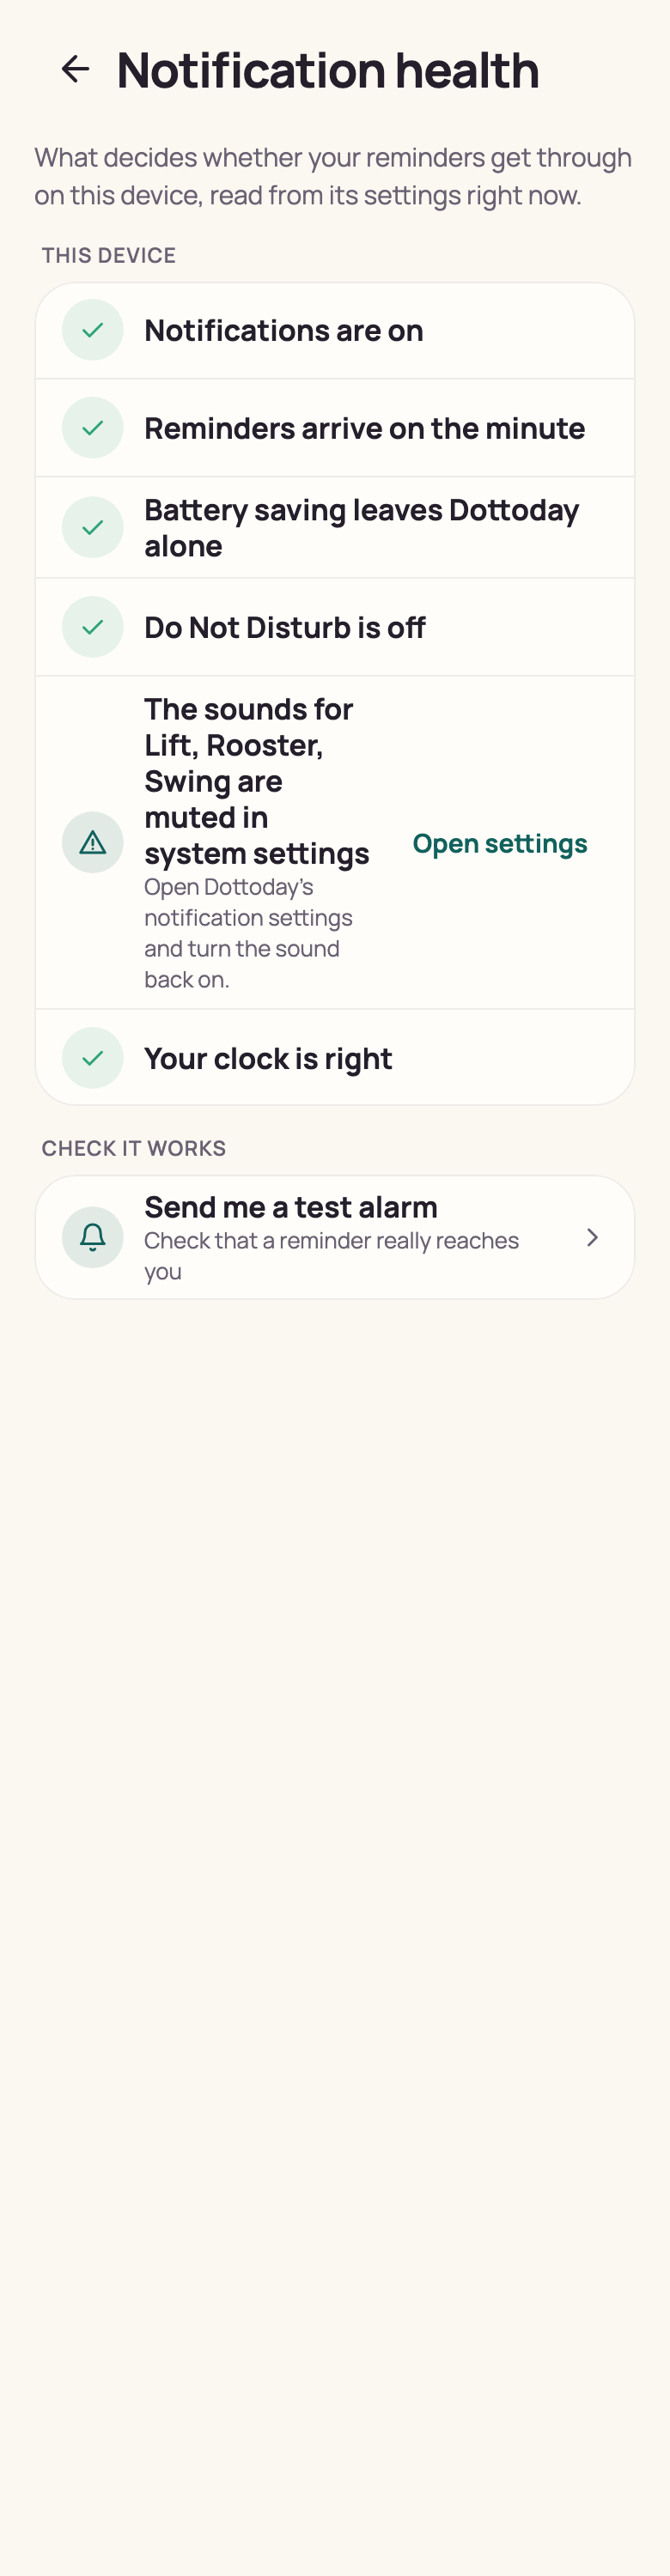 Notification health
What decides whether your reminders get through
on this device, read from its settings right now.
THIS DEVICE
Notifications are on
Reminders arrive on the minute
Battery saving leaves Dottoday
alone
Do Not Disturb is off
The sounds for
Lift, Rooster,
Swing are
muted in
system settings
Open Dottoday’s
notification settings
and turn the sound
back on.
Open settings
Your clock is right
CHECK IT WORKS
Send me a test alarm
Check that a reminder really reaches
you